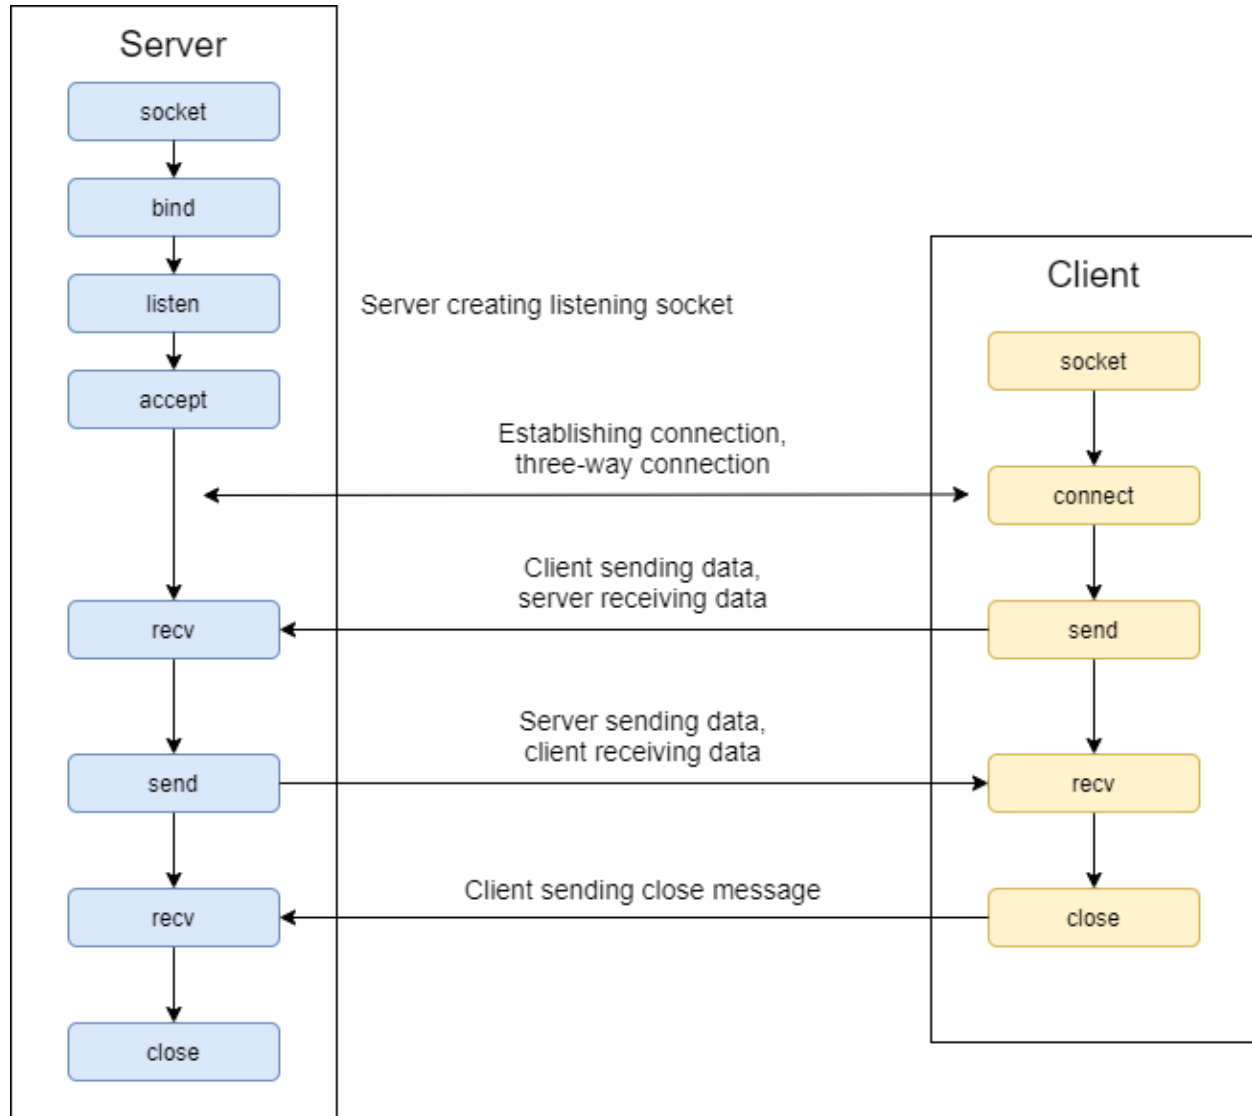 Server
socket
bind
listen
accept
recv
send
recv
close
Server creating listening socket
Establishing connection,
three-way connection
Client sending data,
server receiving data
Server sending data,
client receiving data
Client sending close message
Client
socket
connect
send
recv
close